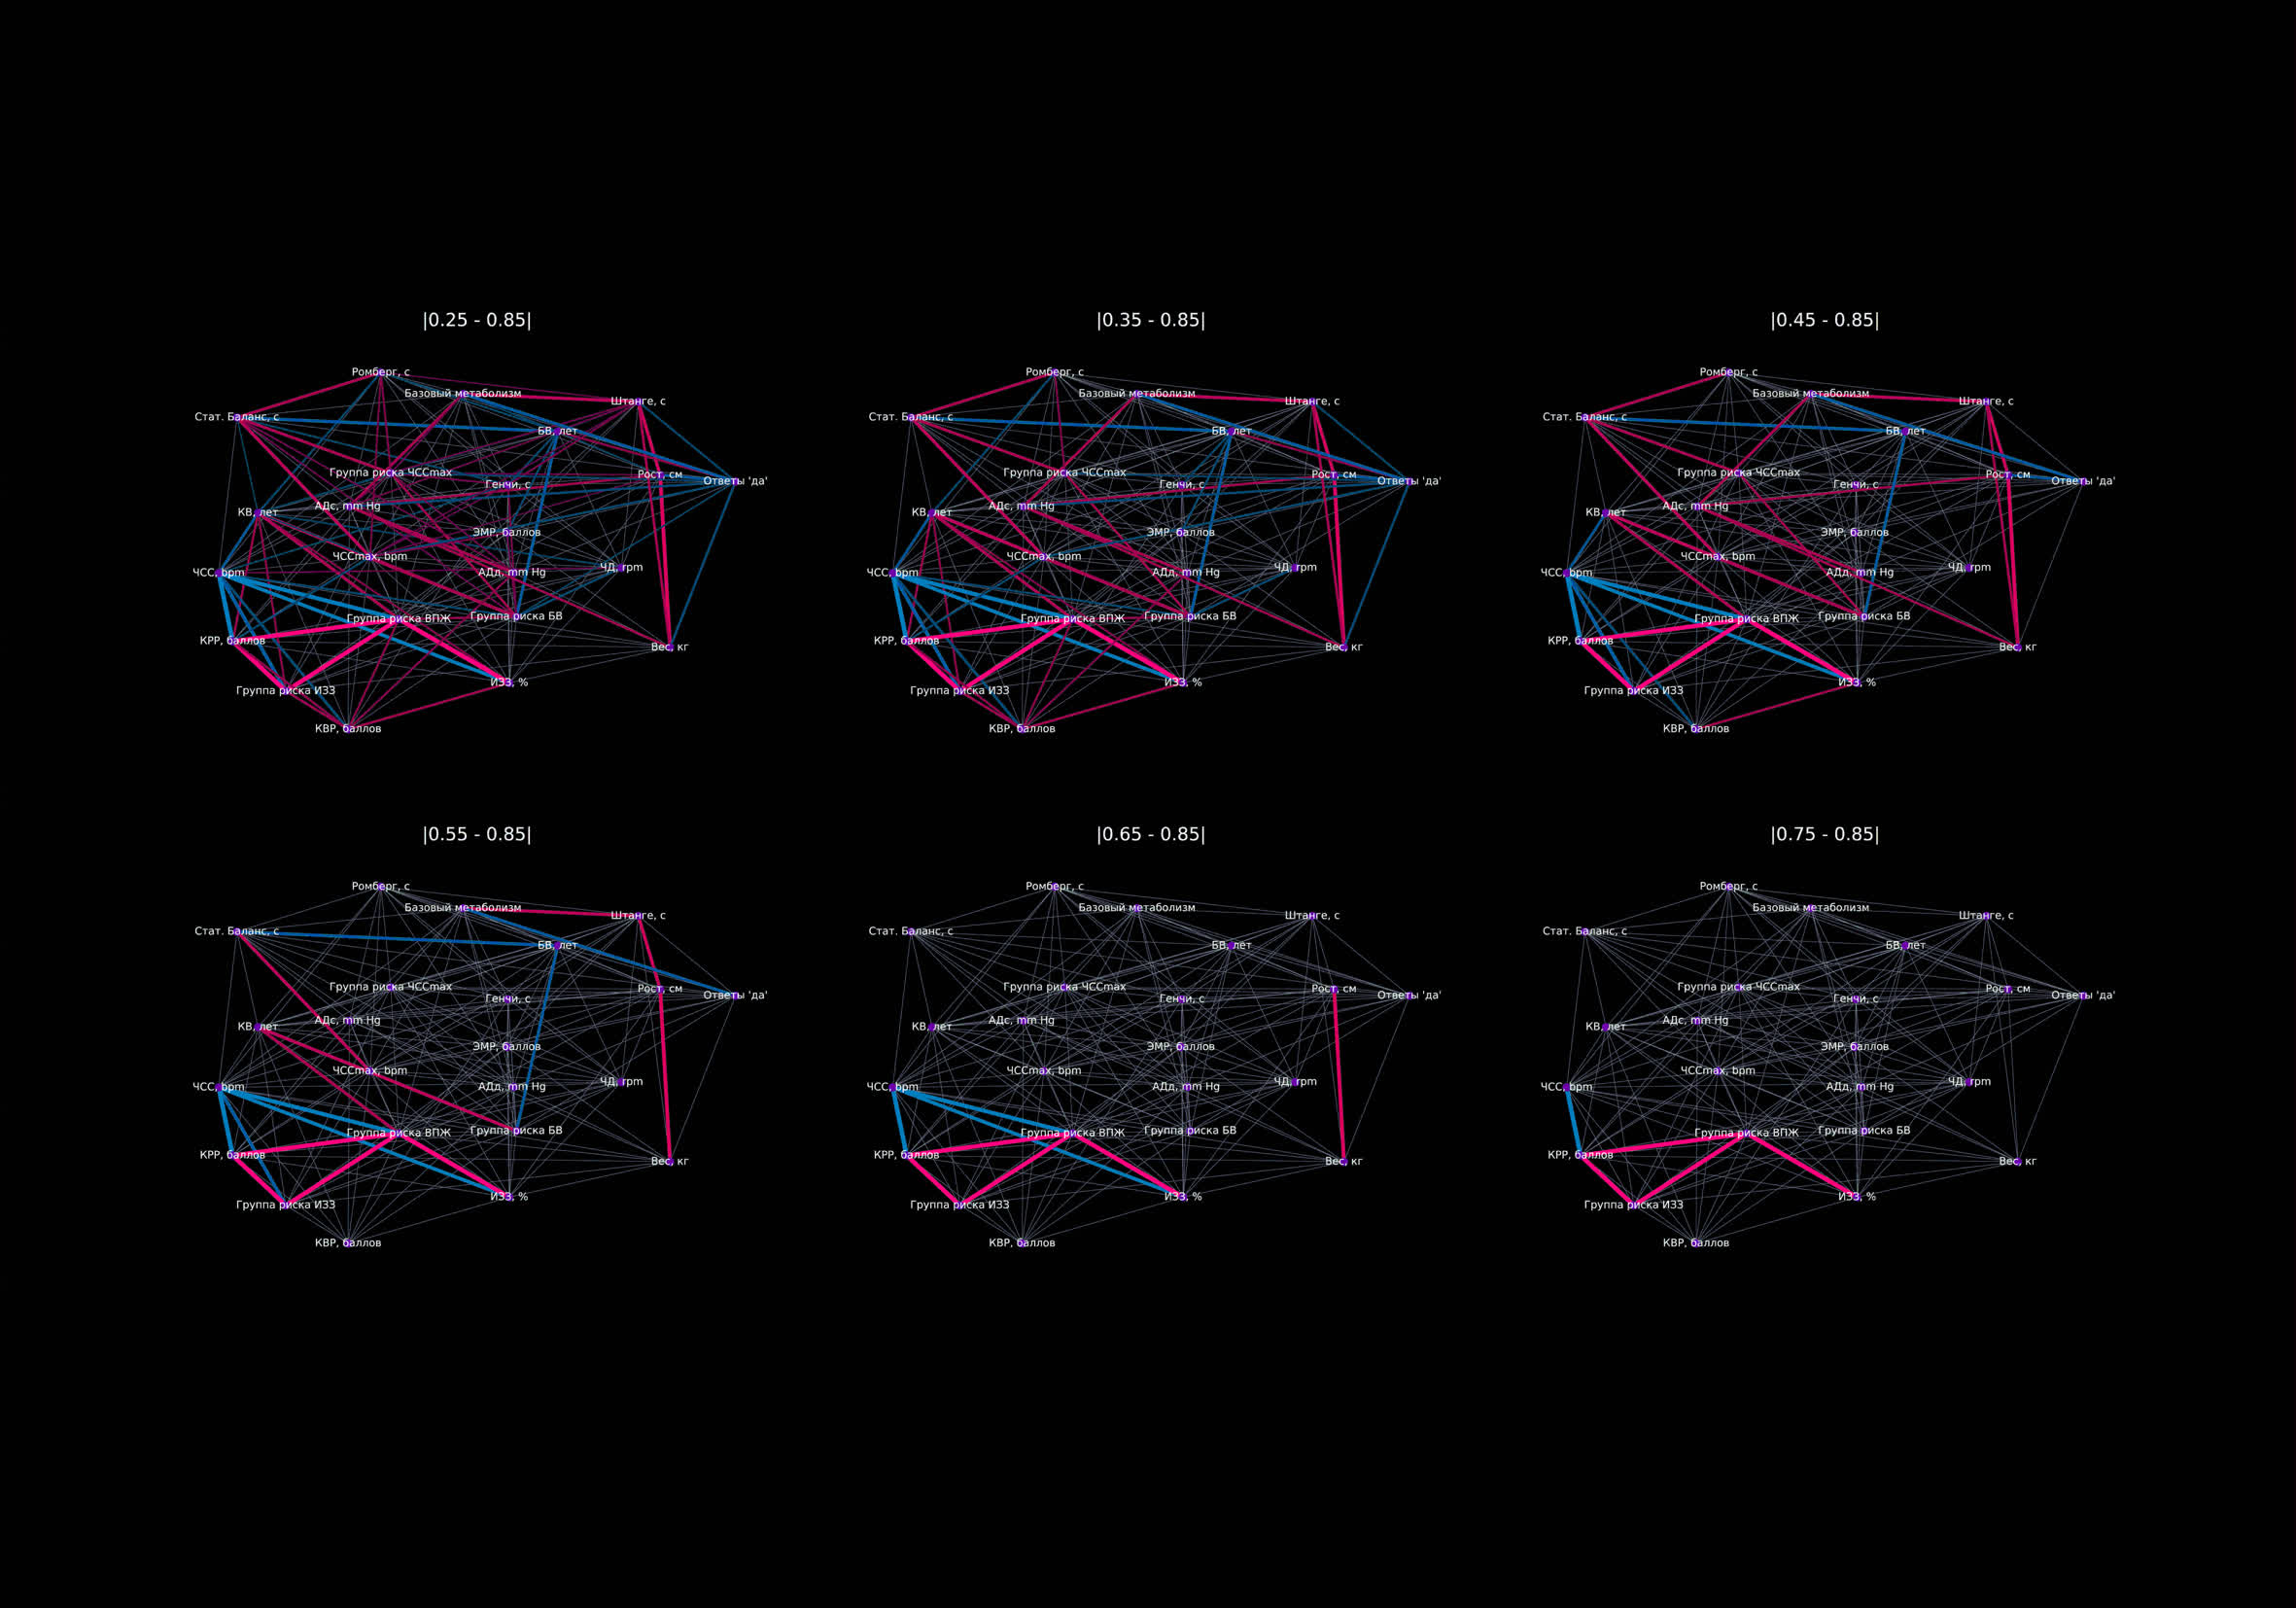 |0.25 - 0.85|
Ромберг, с
Базовый метаболизм
Штанге, с
Стат. Баланс, с
БВ, лет
Группа риска ЧССmax
Рост, см
Ответы 'да'
Генчи, с
АДс, mm Hg
КВ, лет
ЭМР, баллов
ЧССmax, bpm
ЧД, rpm
ЧСС, bpm
АДд, mm Hg
Группа риска БВ
Группа риска ВПЖ
КРР, баллов
Вес, кг
ИЗЗ, %
Группа риска ИЗЗ
КВР, баллов
|0.35 - 0.85|
Ромберг, с
Базовый метаболизм
Штанге, с
Стат. Баланс, с
БВ, лет
Группа риска ЧССmax
Рост, см
Ответы 'да'
Генчи, с
АДс, mm Hg
КВ, лет
ЭМР, баллов
ЧССmax, bpm
ЧД, rpm
ЧСС, bpm
АДд, mm Hg
Группа риска БВ
Группа риска ВПЖ
КРР, баллов
Вес, кг
ИЗЗ, %
Группа риска ИЗЗ
КВР, баллов
|0.45 - 0.85|
Ромберг, с
Базовый метаболизм
Штанге, с
Стат. Баланс, с
БВ, лет
Группа риска ЧССmax
Рост, см
Ответы 'да'
Генчи, с
АДс, mm Hg
КВ, лет
ЭМР, баллов
ЧССmax, bpm
ЧД, rpm
ЧСС, bpm
АДд, mm Hg
Группа риска БВ
Группа риска ВПЖ
КРР, баллов
Вес, кг
ИЗЗ, %
Группа риска ИЗЗ
КВР, баллов
|0.55 - 0.85|
Ромберг, с
Базовый метаболизм
Штанге, с
Стат. Баланс, с
БВ, лет
Группа риска ЧССmax
Рост, см
Ответы 'да'
Генчи, с
АДс, mm Hg
КВ, лет
ЭМР, баллов
ЧССmax, bpm
ЧД, rpm
ЧСС, bpm
АДд, mm Hg
Группа риска БВ
Группа риска ВПЖ
КРР, баллов
Вес, кг
ИЗЗ, %
Группа риска ИЗЗ
КВР, баллов
|0.65 - 0.85|
Ромберг, с
Базовый метаболизм
Штанге, с
Стат. Баланс, с
БВ, лет
Группа риска ЧССmax
Рост, см
Ответы 'да'
Генчи, с
АДс, mm Hg
КВ, лет
ЭМР, баллов
ЧССmax, bpm
ЧД, rpm
ЧСС, bpm
АДд, mm Hg
Группа риска БВ
Группа риска ВПЖ
КРР, баллов
Вес, кг
ИЗЗ, %
Группа риска ИЗЗ
КВР, баллов
|0.75 - 0.85|
Ромберг, с
Базовый метаболизм
Штанге, с
Стат. Баланс, с
БВ, лет
Группа риска ЧССmax
Рост, см
Ответы 'да'
Генчи, с
АДс, mm Hg
КВ, лет
ЭМР, баллов
ЧССmax, bpm
ЧД, rpm
ЧСС, bpm
АДд, mm Hg
Группа риска БВ
Группа риска ВПЖ
КРР, баллов
Вес, кг
ИЗЗ, %
Группа риска ИЗЗ
КВР, баллов